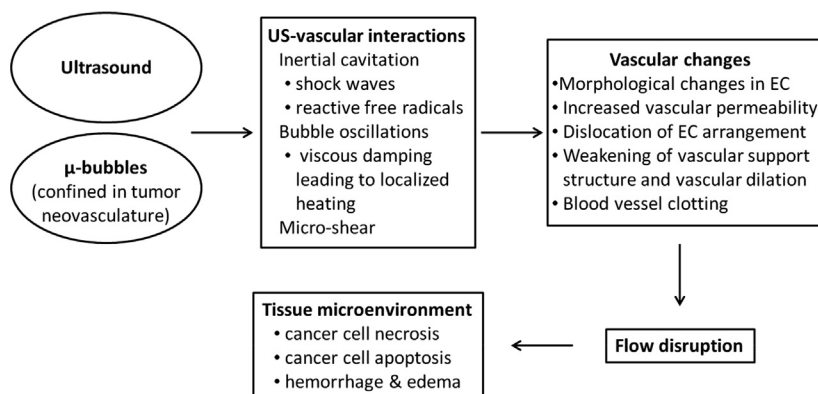 Ultrasound
μ-bubbles
(confined in tumor
neovasculature)
US-vascular interactions
Inertial cavitation
• shock waves
• reactive free radicals
Bubble oscillations
• viscous damping
leading to localized
heating
Micro-shear
Vascular changes
•Morphological changes in EC
• Increased vascular permeability
• Dislocation of EC arrangement
• Weakening of vascular support
structure and vascular dilation
• Blood vessel clotting
Flow disruption
Tissue microenvironment
• cancer cell necrosis
• cancer cell apoptosis
• hemorrhage & edema